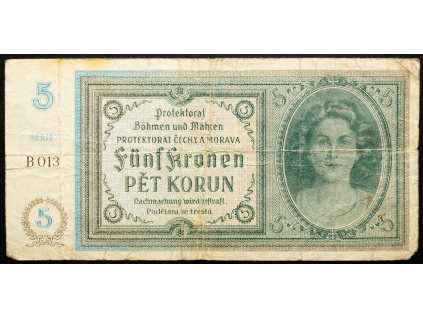 5
SERIE:
B 013
5
5
5
Protektorat
Böhmen und Mähren
PROTEKTORÁT ČECHY A MORAVA
Fünf Kronen
PĚT KORUN
Nachmachung wird bestraft.
Padělání se trestá.
5
5
5
5